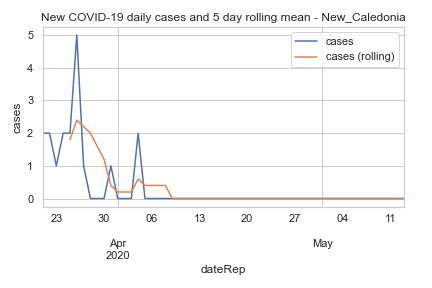 New COVID-19 daily cases and 5 day rolling mean - New_Caledonia
cases
cases (rolling)
cases
5
4
3
2
1
0
23 30 06 13 20 27 04 11
Apr May
2020
dateRep